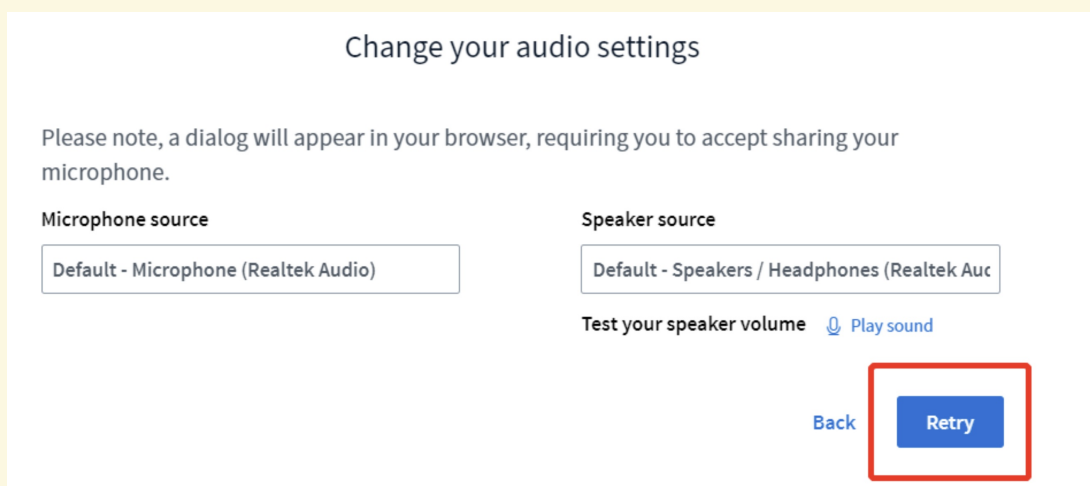 Change your audio settings
Please note, a dialog will appear in your browser, requiring you to accept sharing your
microphone.
Microphone source
Speaker source
Default - Microphone (Realtek Audio)
Default - Speakers / Headphones (Realtek Auc
Test your speaker volume
Play sound
Back
Retry